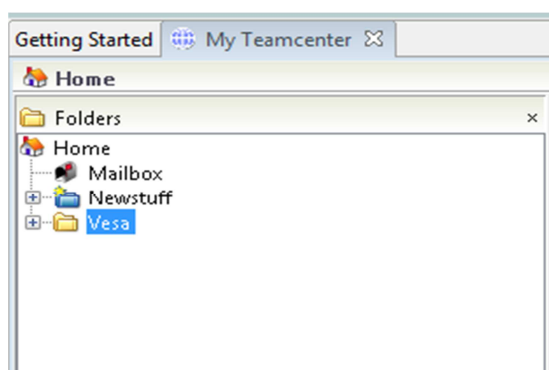 Getting Started My Teamcenter
Home
Folders
Home
Mailbox
Newstuff
Vesa